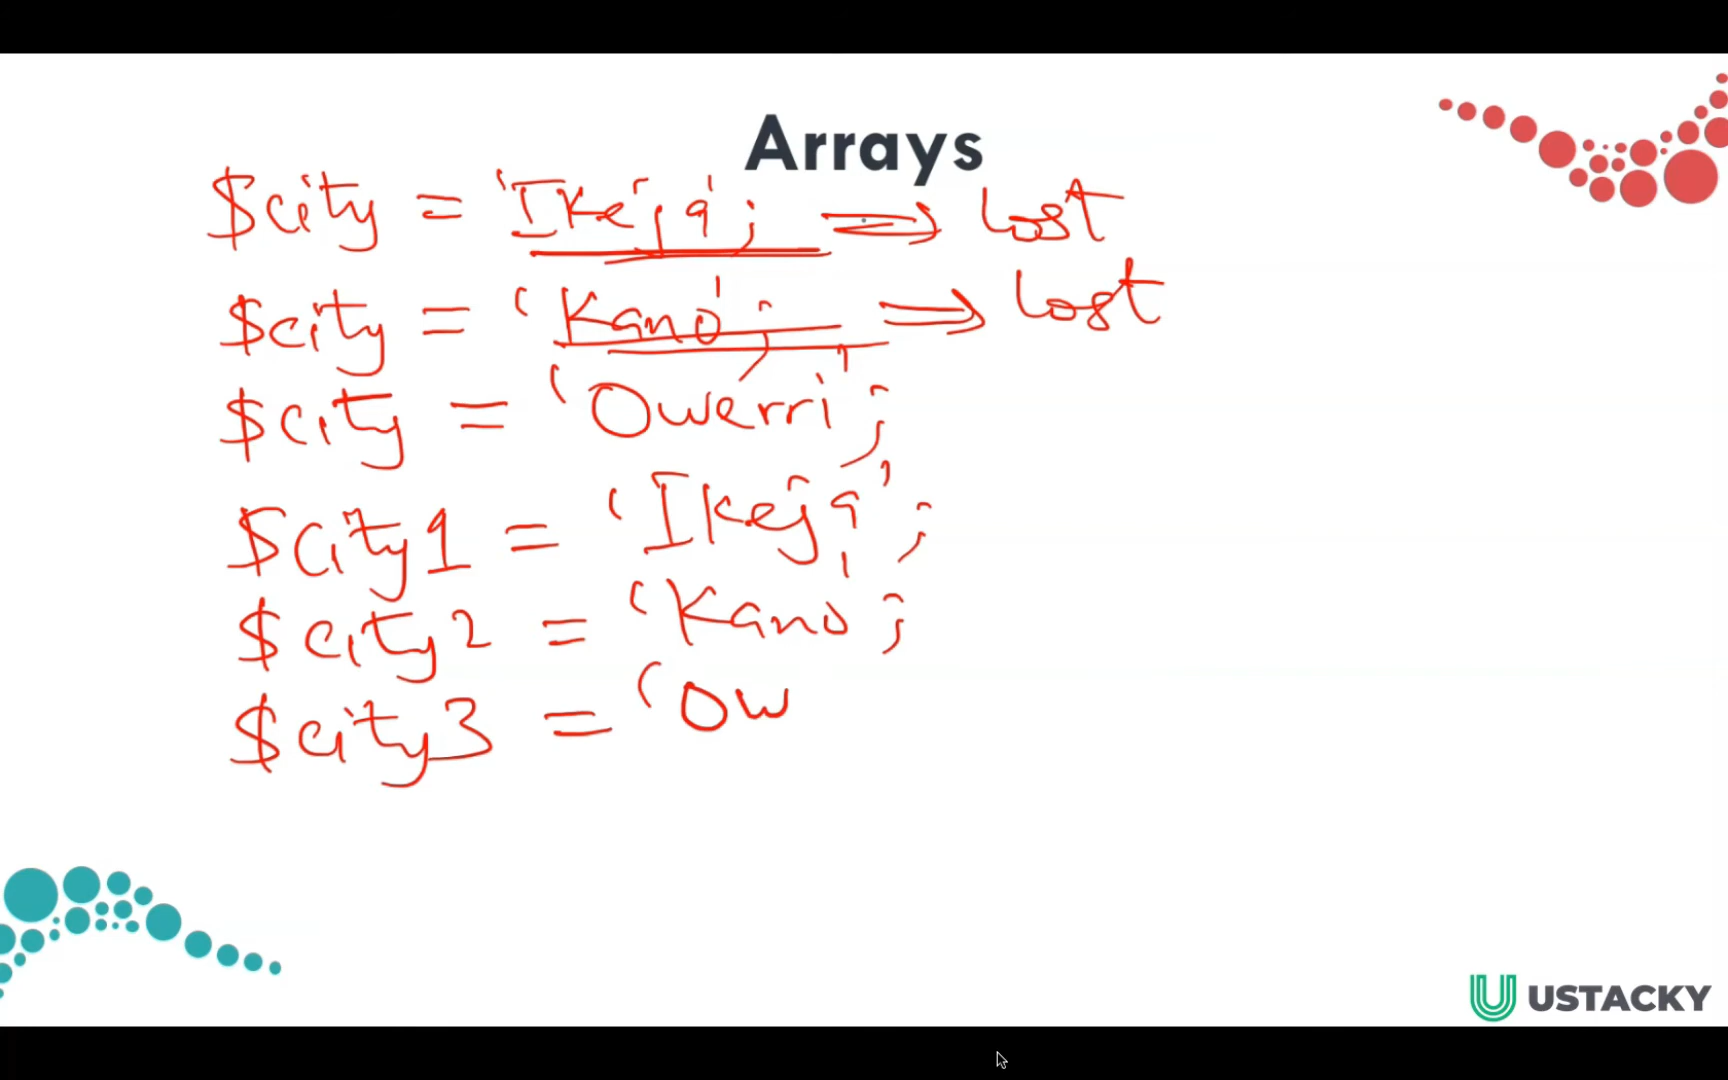 Arrays
$city = 'Ikeja'; => lost
$city = 'Kano'; => lost
$city = 'Owerri';
$city1 = 'Ikeja';
$city2 = 'Kano';
$city3 = 'Ow
USTACKY